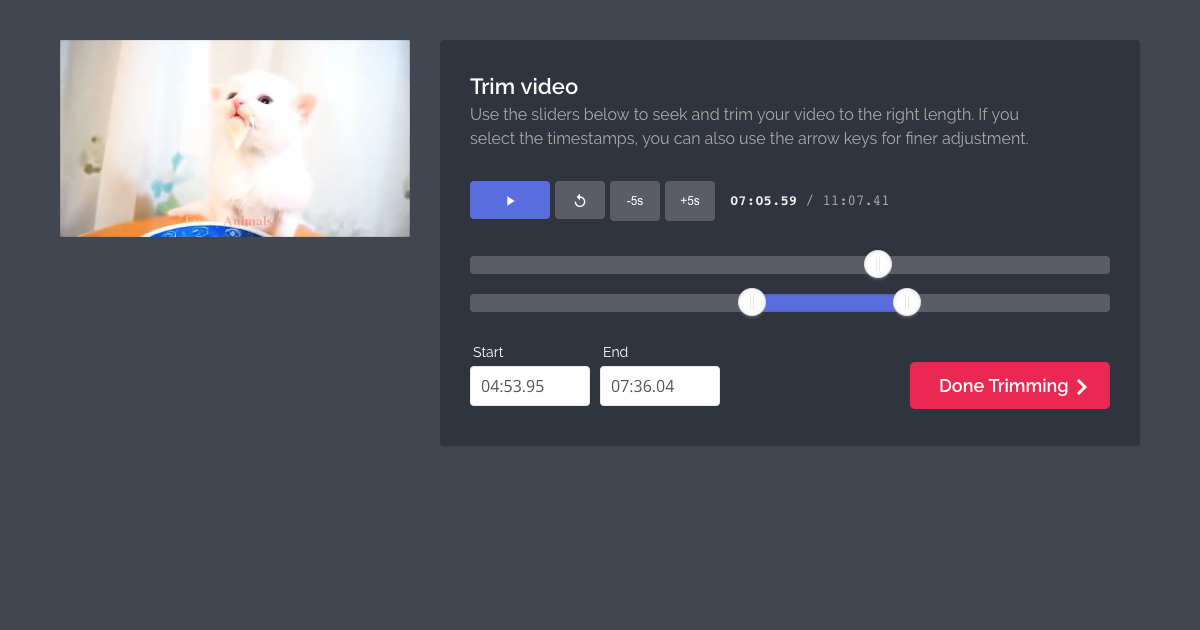 Trim video
Use the sliders below to seek and trim your video to the right length. If you
select the timestamps, you can also use the arrow keys for finer adjustment.
-5s
+5s
07:05.59 / 11:07.41
Start
End
04:53.95
07:36.04
Done Trimming
Animals